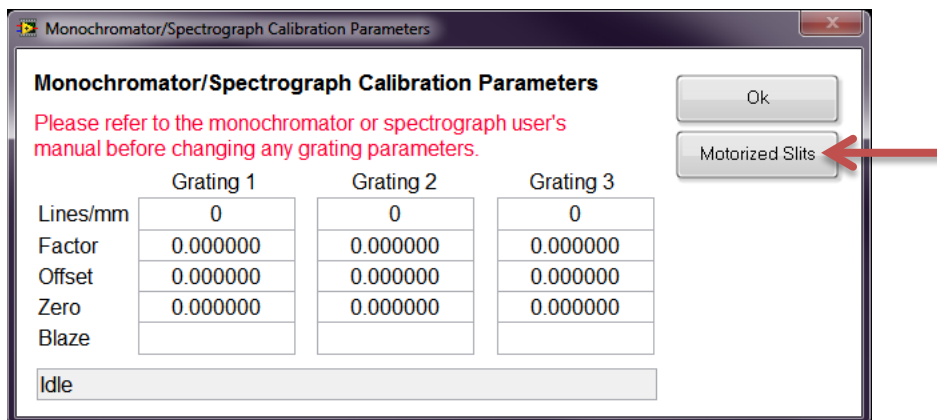 Monochromator/Spectrograph Calibration Parameters
Monochromator/Spectrograph Calibration Parameters
Ok
Please refer to the monochromator or spectrograph user's
manual before changing any grating parameters.
Motorized Slits
Grating 1 Grating 2 Grating 3
Lines/mm 0 0 0
Factor 0.000000 0.000000 0.000000
Offset 0.000000 0.000000 0.000000
Zero 0.000000 0.000000 0.000000
Blaze
Idle